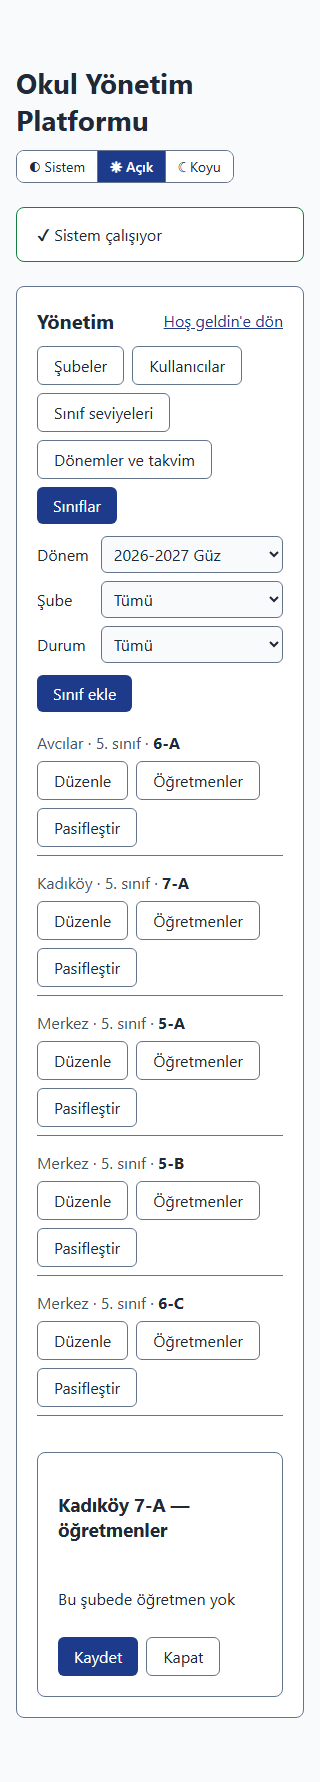 Okul Yönetim
Platformu
◐ Sistem
☀ Açık
☾ Koyu
✓ Sistem çalışıyor
Yönetim
Hoş geldin'e dön
Şubeler
Kullanıcılar
Sınıf seviyeleri
Dönemler ve takvim
Sınıflar
Dönem
2026-2027 Güz
Şube
Tümü
Durum
Tümü
Sınıf ekle
Avcılar · 5. sınıf · 6-A
Düzenle
Öğretmenler
Pasifleştir
Kadıköy · 5. sınıf · 7-A
Düzenle
Öğretmenler
Pasifleştir
Merkez · 5. sınıf · 5-A
Düzenle
Öğretmenler
Pasifleştir
Merkez · 5. sınıf · 5-B
Düzenle
Öğretmenler
Pasifleştir
Merkez · 5. sınıf · 6-C
Düzenle
Öğretmenler
Pasifleştir
Kadıköy 7-A —
öğretmenler
Bu şubede öğretmen yok
Kaydet
Kapat